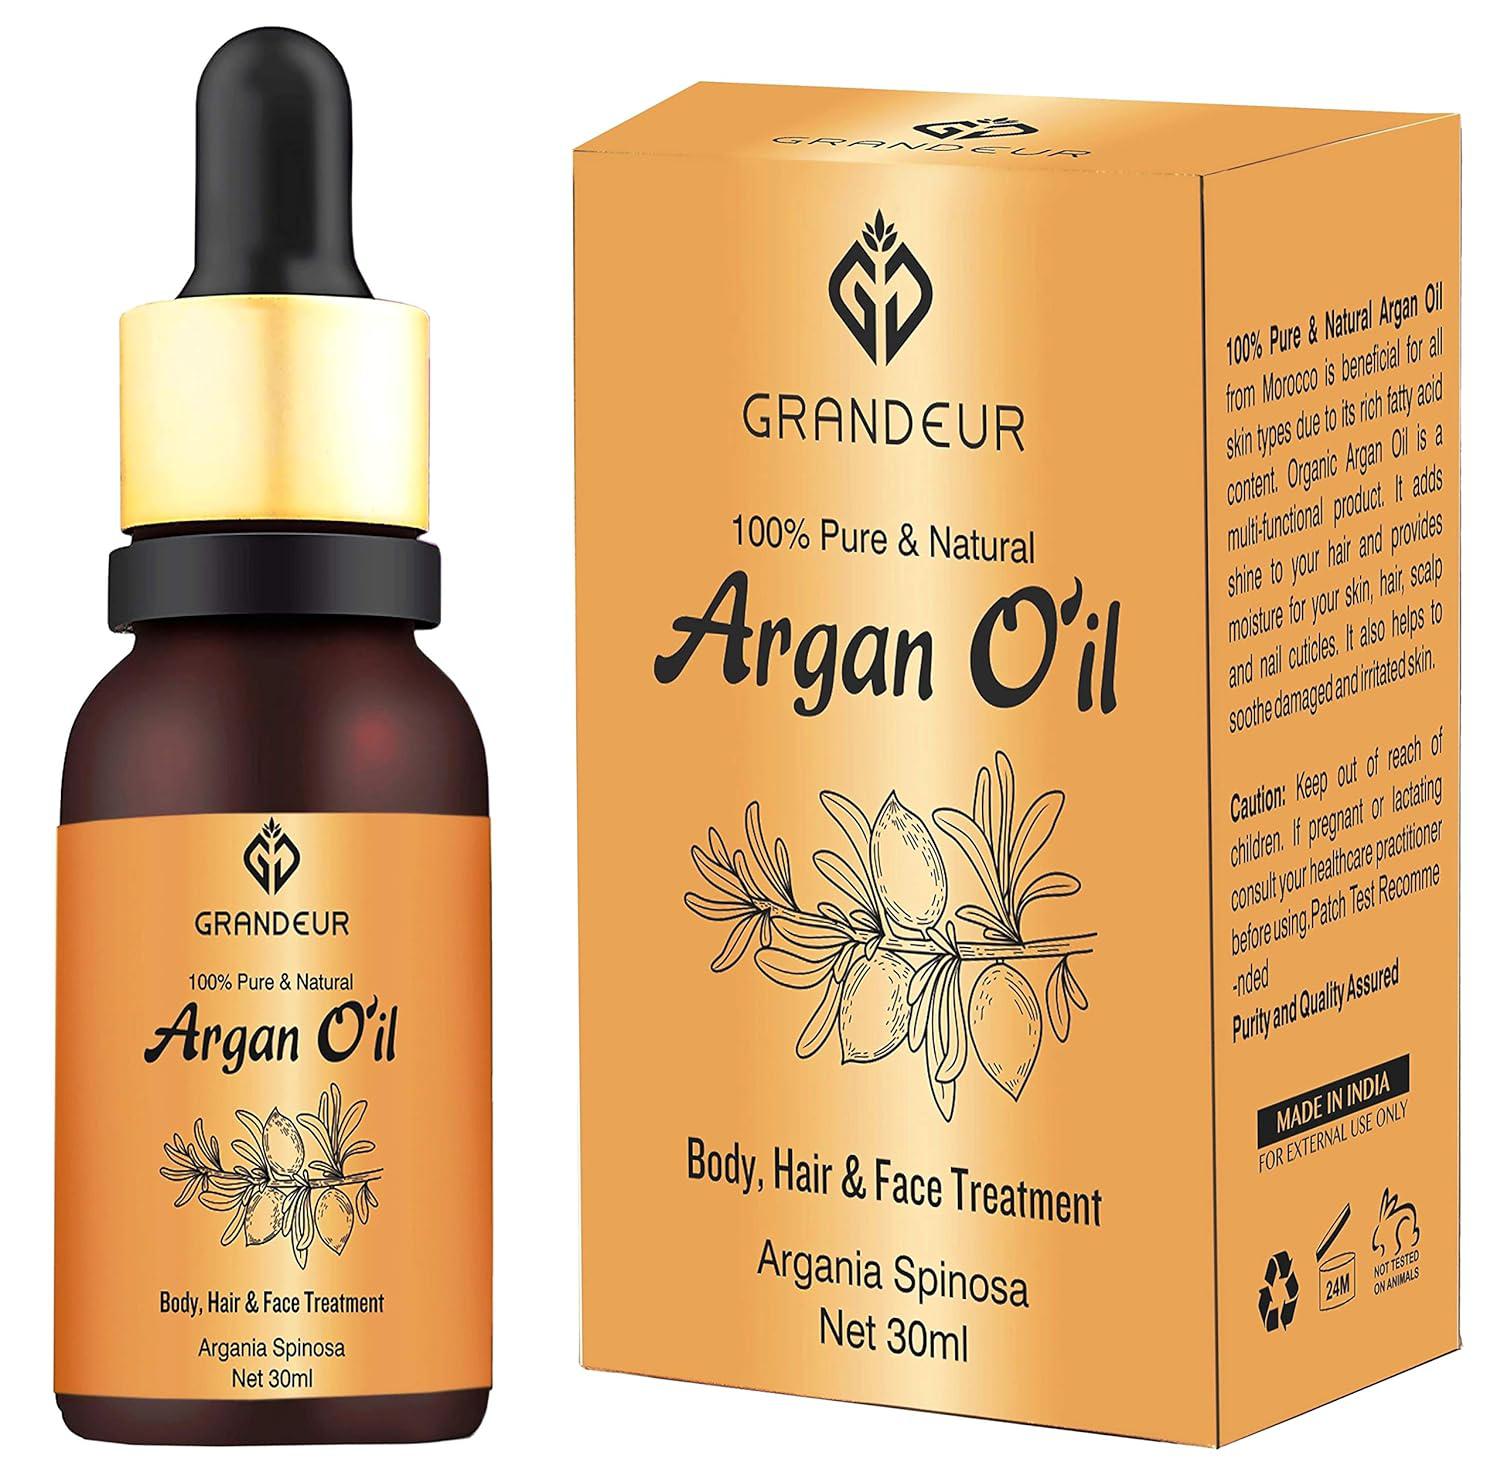 GRANDEUR
100% Pure & Natural
Argan O'il
Body, Hair & Face Treatment
Argania Spinosa
Net 30ml
GRANDEUR
GRANDEUR
100% Pure & Natural
Argan O'il
Body, Hair & Face Treatment
Argania Spinosa
Net 30ml
100% Pure & Natural Argan Oil
from Morocco is beneficial for all
skin types due to its rich fatty acid
content. Organic Argan Oil is a
multi-functional product. It adds
shine to your hair and provides
moisture for your skin, hair, scalp
and nail cuticles. It also helps to
soothe damaged and irritated skin.
Caution: Keep out of reach of
children. If pregnant or lactating
consult your healthcare practitioner
before using.Patch Test Recomme
-nded
Purity and Quality Assured
MADE IN INDIA
FOR EXTERNAL USE ONLY
24M
NOT TESTED
ON ANIMALS